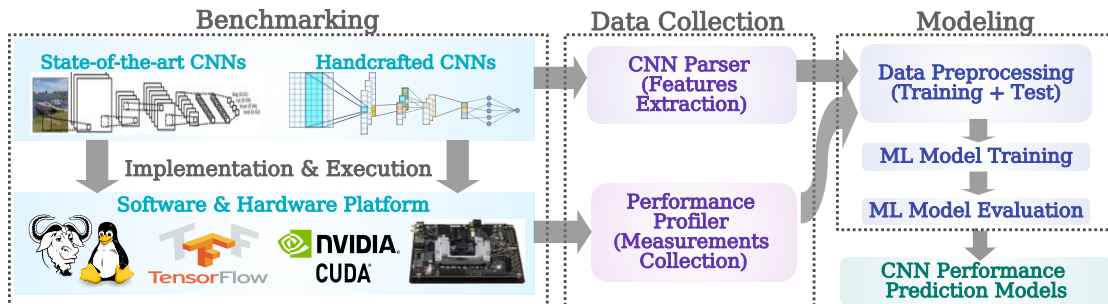 Benchmarking
State-of-the-art CNNs
Handcrafted CNNs
Implementation & Execution
Software & Hardware Platform
TensorFlow
NVIDIA.
CUDA®
Data Collection
CNN Parser
(Features
Extraction)
Performance
Profiler
(Measurements
Collection)
Modeling
Data Preprocessing
(Training + Test)
ML Model Training
ML Model Evaluation
CNN Performance
Prediction Models